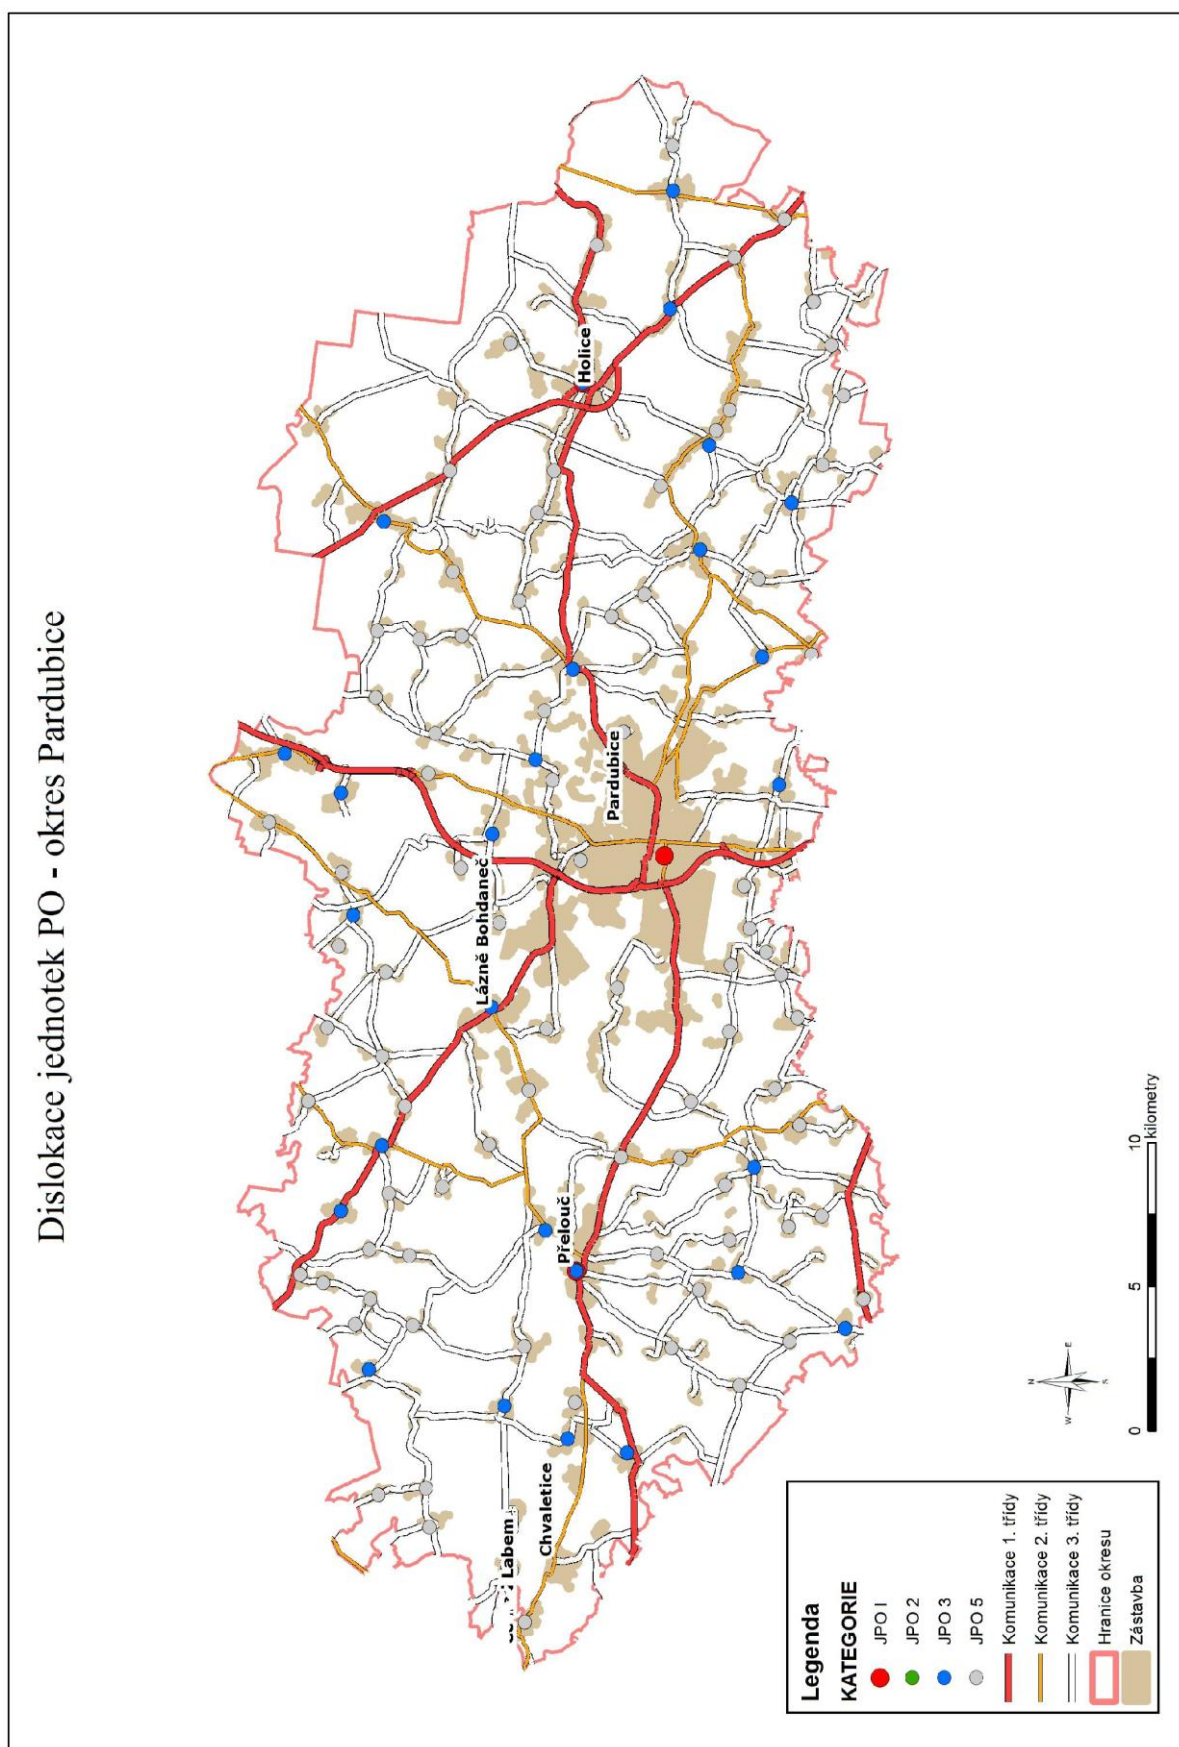 Dislokace jednotek PO - okres Pardubice
Holice
Pardubice
Lázně Bohdaneč
Přelouč
Chvaletice
Labem
N
W
E
S
0
5
10
kilometry
Legenda
KATEGORIE
JPO I
JPO 2
JPO 3
JPO 5
Komunikace 1. třídy
Komunikace 2. třídy
Komunikace 3. třídy
Hranice okresu
Zástavba